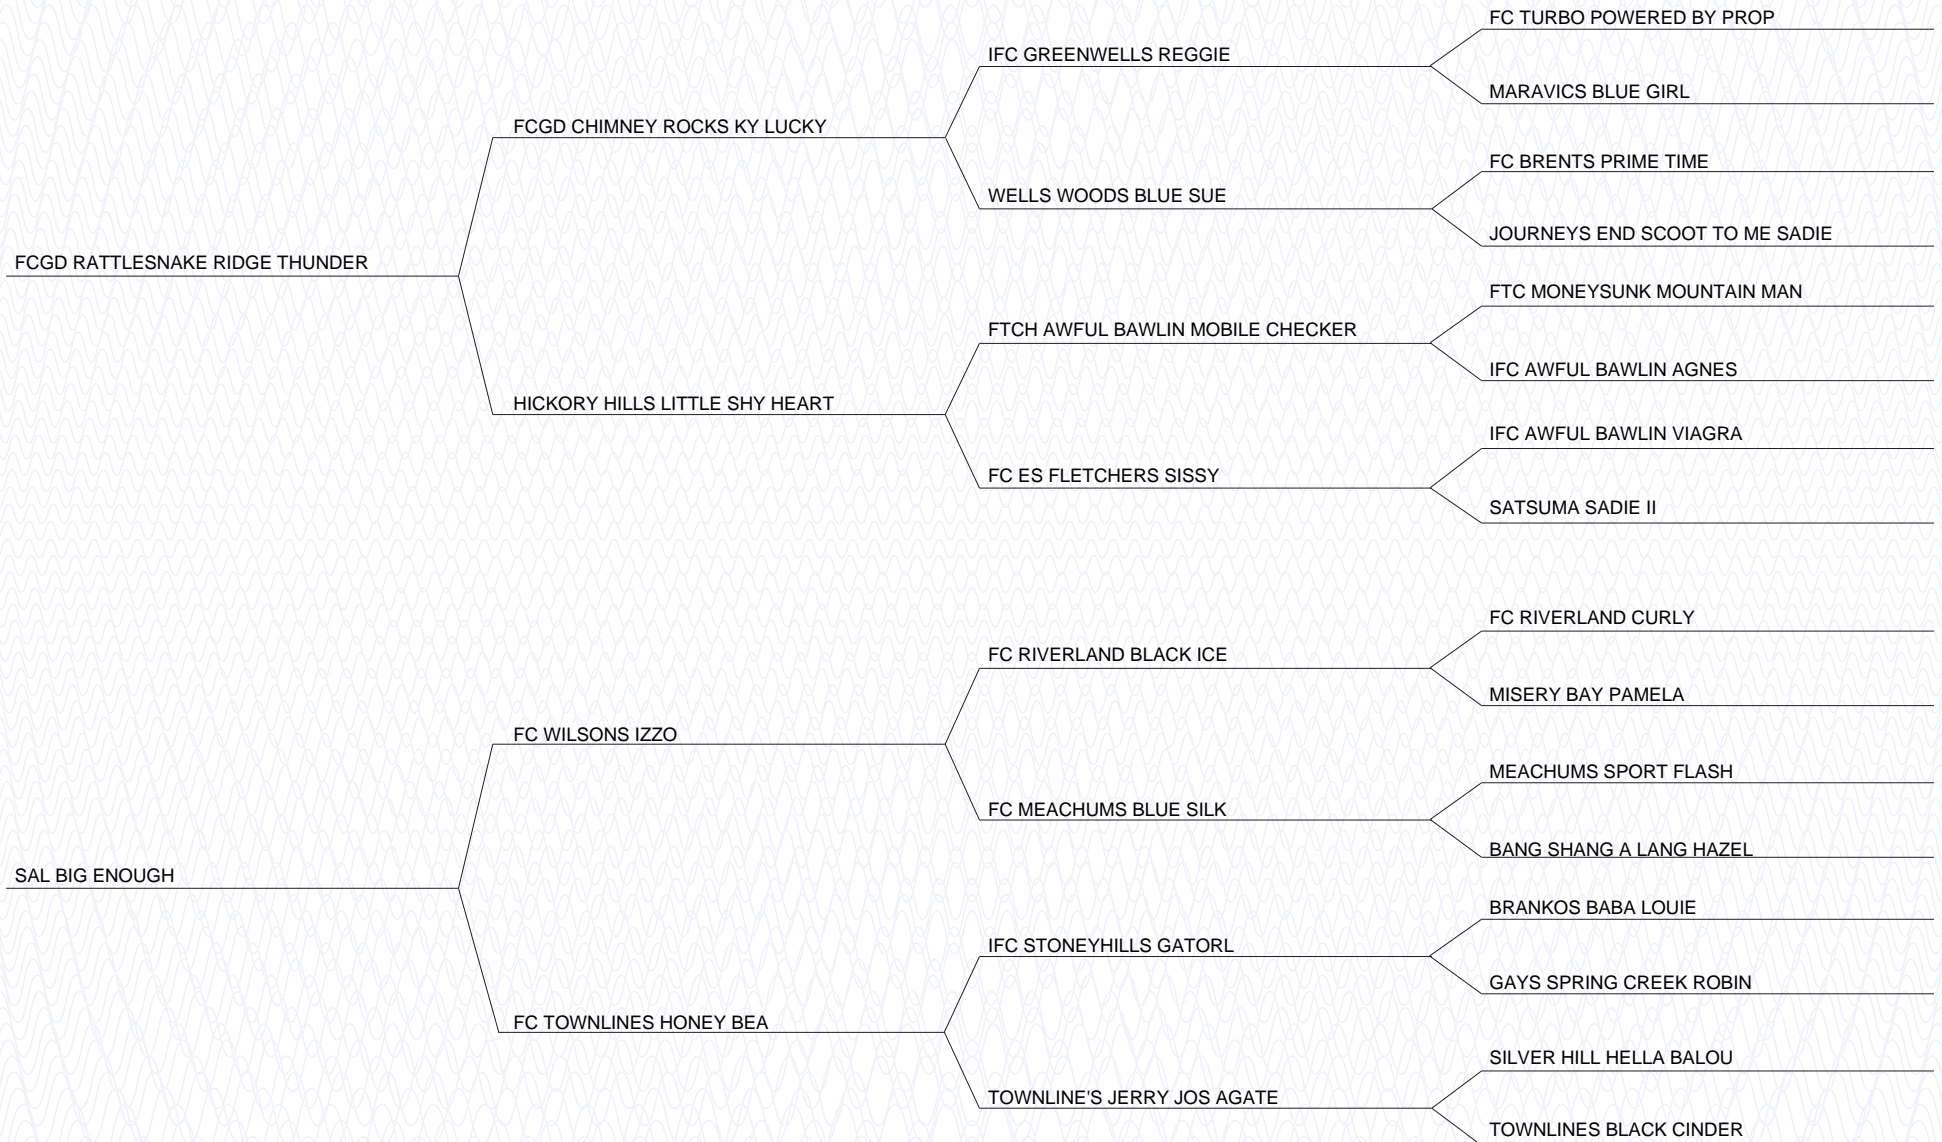 FC TURBO POWERED BY PROP
IFC GREENWELLS REGGIE
MARAVICS BLUE GIRL
FCGD CHIMNEY ROCKS KY LUCKY
FC BRENTS PRIME TIME
WELLS WOODS BLUE SUE
JOURNEYS END SCOOT TO ME SADIE
FCGD RATTLESNAKE RIDGE THUNDER
FTC MONEYSUNK MOUNTAIN MAN
FTCH AWFUL BAWLIN MOBILE CHECKER
IFC AWFUL BAWLIN AGNES
HICKORY HILLS LITTLE SHY HEART
IFC AWFUL BAWLIN VIAGRA
FC ES FLETCHERS SISSY
SATSUMA SADIE II
FC RIVERLAND CURLY
FC RIVERLAND BLACK ICE
MISERY BAY PAMELA
FC WILSONS IZZO
MEACHUMS SPORT FLASH
FC MEACHUMS BLUE SILK
BANG SHANG A LANG HAZEL
SAL BIG ENOUGH
BRANKOS BABA LOUIE
IFC STONEYHILLS GATORL
GAYS SPRING CREEK ROBIN
FC TOWNLINES HONEY BEA
SILVER HILL HELLA BALOU
TOWNLINE'S JERRY JOS AGATE
TOWNLINES BLACK CINDER